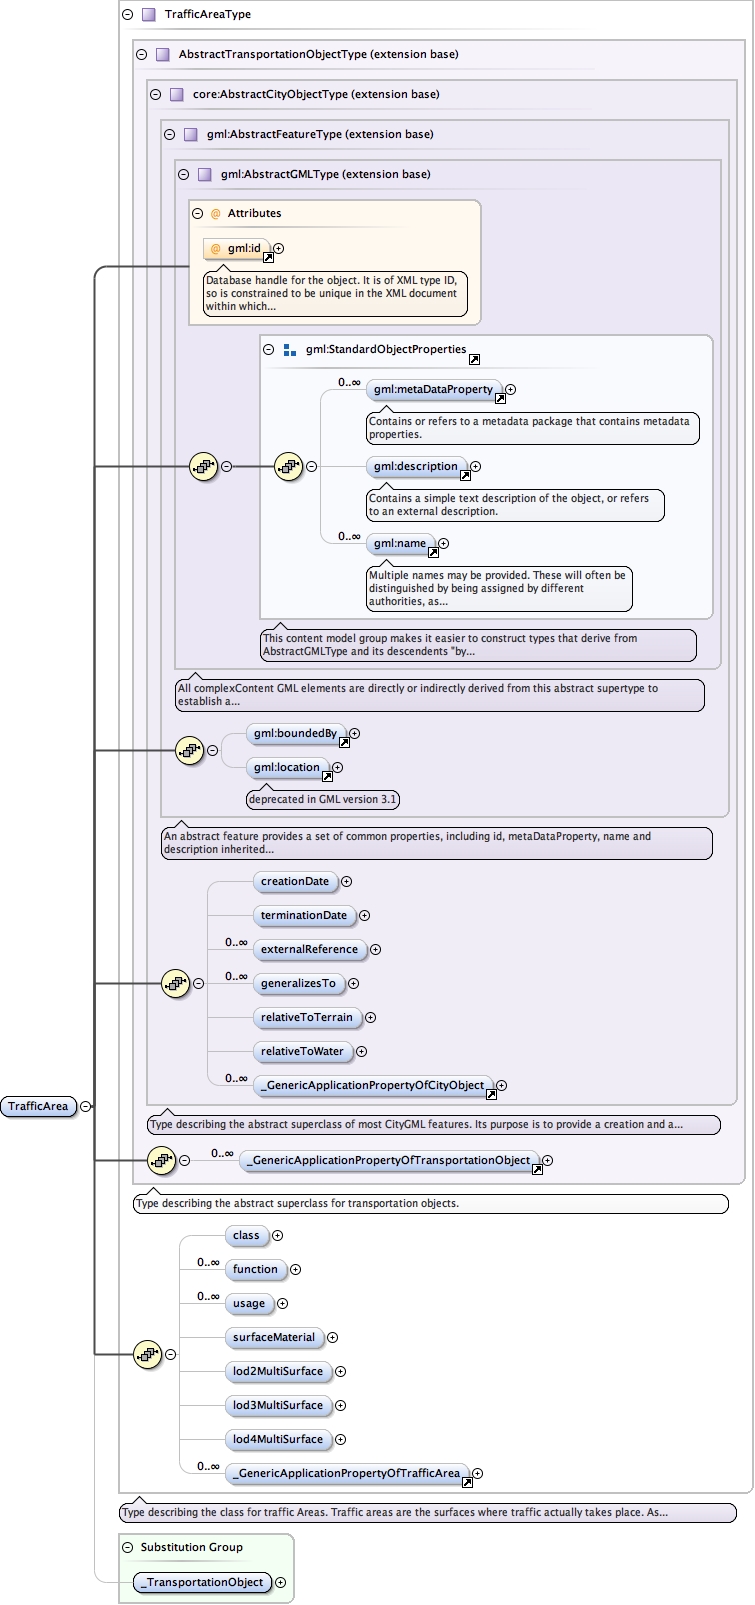 TrafficAreaType
AbstractTransportationObjectType (extension base)
core:AbstractCityObjectType (extension base)
gml:AbstractFeatureType (extension base)
gml:AbstractGMLType (extension base)
@ Attributes
@ gml:id
Database handle for the object. It is of XML type ID,
so is constrained to be unique in the XML document
within which...
gml:StandardObjectProperties
0..∞ gml:metaDataProperty
Contains or refers to a metadata package that contains metadata
properties.
gml:description
Contains a simple text description of the object, or refers
to an external description.
0..∞ gml:name
Multiple names may be provided. These will often be
distinguished by being assigned by different
authorities, as...
This content model group makes it easier to construct types that derive from
AbstractGMLType and its descendents "by...
All complexContent GML elements are directly or indirectly derived from this abstract supertype to
establish a...
gml:boundedBy
gml:location
deprecated in GML version 3.1
An abstract feature provides a set of common properties, including id, metaDataProperty, name and
description inherited...
creationDate
terminationDate
0..∞ externalReference
0..∞ generalizesTo
relativeToTerrain
relativeToWater
0..∞ _GenericApplicationPropertyOfCityObject
TrafficArea
Type describing the abstract superclass of most CityGML features. Its purpose is to provide a creation and a...
0..∞ _GenericApplicationPropertyOfTransportationObject
Type describing the abstract superclass for transportation objects.
class
0..∞ function
0..∞ usage
surfaceMaterial
lod2MultiSurface
lod3MultiSurface
lod4MultiSurface
0..∞ _GenericApplicationPropertyOfTrafficArea
Type describing the class for traffic Areas. Traffic areas are the surfaces where traffic actually takes place. As...
Substitution Group
_TransportationObject